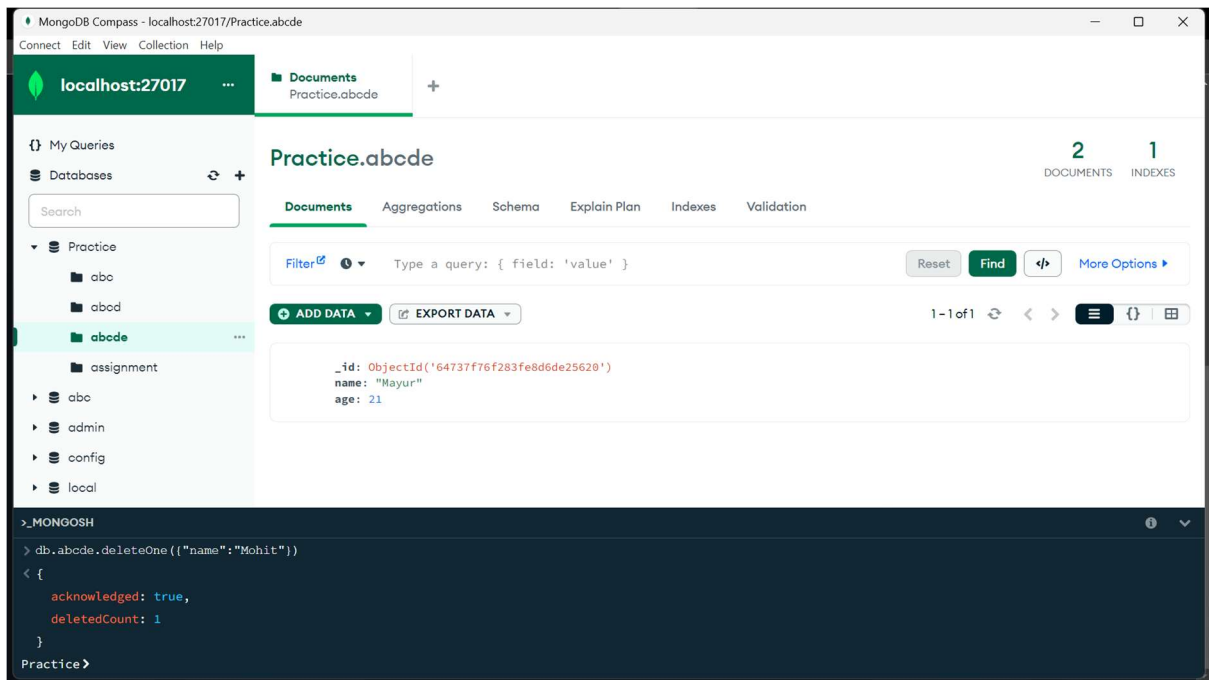 MongoDB Compass - localhost:27017/Practice.abcde
Connect Edit View Collection Help
localhost:27017 ...
Documents
Practice.abcde
+
{} My Queries
Databases
Search
Practice
abc
abcd
abcde ...
assignment
abc
admin
config
local
Practice.abcde
2
DOCUMENTS
1
INDEXES
Documents Aggregations Schema Explain Plan Indexes Validation
Filter Type a query: { field: 'value' } Reset Find </> More Options
ADD DATA EXPORT DATA 1 – 1 of 1 {}
_id: ObjectId('64737f76f283fe8d6de25620')
name: "Mayur"
age: 21
>_MONGOSH
> db.abcde.deleteOne({"name":"Mohit"})
< {
acknowledged: true,
deletedCount: 1
}
Practice>